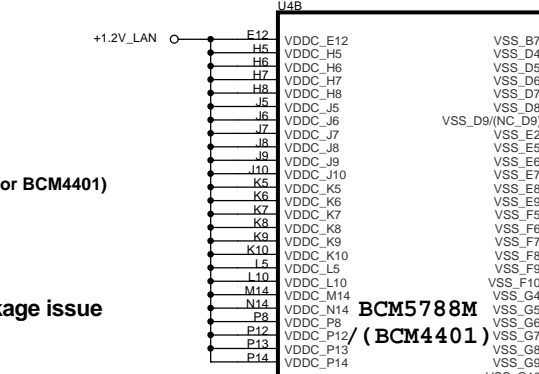 U4B
+1.2V_LAN
E12 VDDC_E12 VSS_B7
H5 VDDC_H5 VSS_D4
H6 VDDC_H6 VSS_D5
H7 VDDC_H7 VSS_D6
H8 VDDC_H8 VSS_D7
J5 VDDC_J5 VSS_D8
J6 VDDC_J6 VSS_D9/(NC_D9)
J7 VDDC_J7 VSS_E2
J8 VDDC_J8 VSS_E5
J9 VDDC_J9 VSS_E6
J10 VDDC_J10 VSS_E7
or BCM4401)
K5 VDDC_K5 VSS_E8
K6 VDDC_K6 VSS_E9
K7 VDDC_K7 VSS_F5
K8 VDDC_K8 VSS_F6
K9 VDDC_K9 VSS_F7
K10 VDDC_K10 VSS_F8
L5 VDDC_L5 VSS_F9
L10 VDDC_L10 VSS_F10
M14 VDDC_M14 VSS_G4
kage issue
N14 VDDC_N14 BCM5788M VSS_G5
P8 VDDC_P8 VSS_G6
P12 VDDC_P12 /(BCM4401) VSS_G7
P13 VDDC_P13 VSS_G8
P14 VDDC_P14 VSS_G9